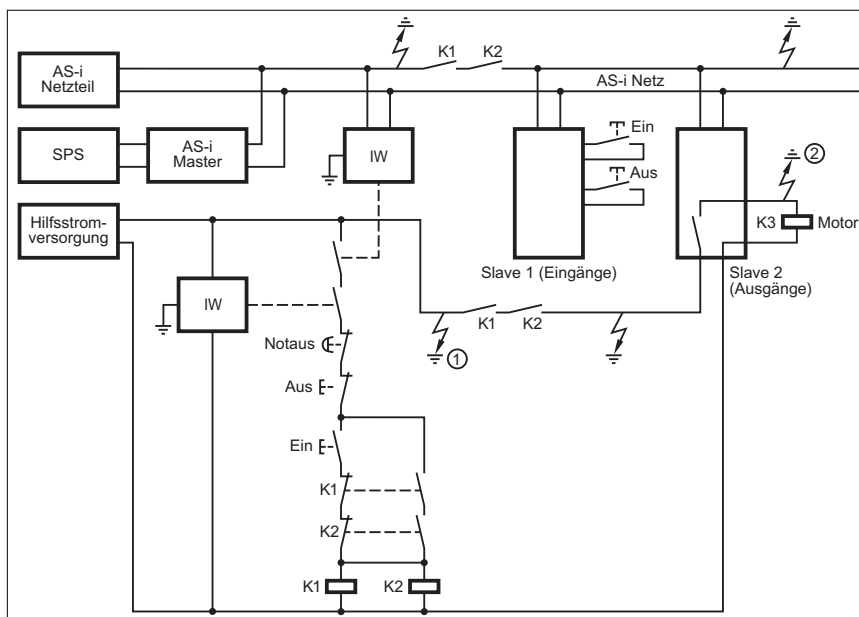 K1 K2
AS-i
Netzteil
AS-i Netz
SPS
AS-i
Master
IW
Ein
Aus
②
K3
Motor
Hilfsstrom-
versorgung
Slave 1 (Eingänge)
Slave 2
(Ausgänge)
IW
K1 K2
Notaus
①
Aus
Ein
K1
K2
K1
K2